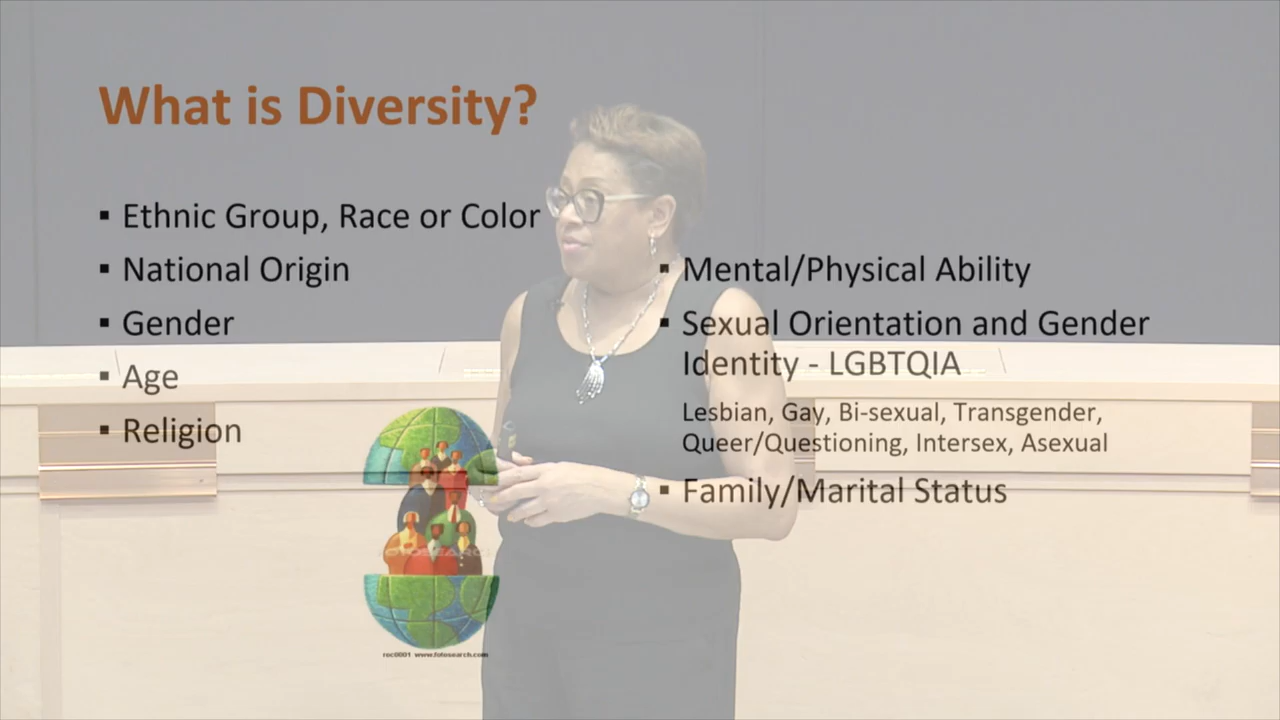 What is Diversity?
▪ Ethnic Group, Race or Color
▪ National Origin
▪ Gender
▪ Age
▪ Religion
▪ Mental/Physical Ability
▪ Sexual Orientation and Gender
Identity - LGBTQIA
Lesbian, Gay, Bi-sexual, Transgender,
Queer/Questioning, Intersex, Asexual
▪ Family/Marital Status
FOTOSEARCH
roc0001 www.fotosearch.com